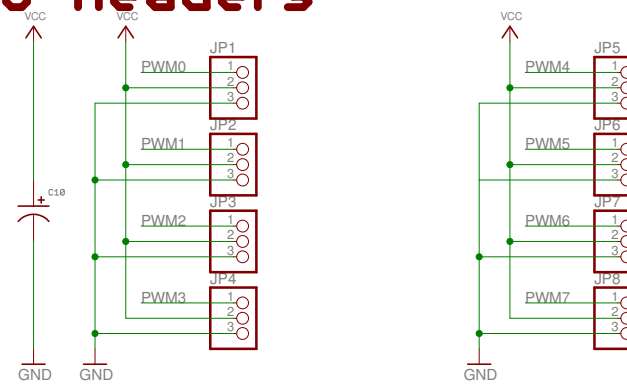 Headers
VCC
VCC
VCC
JP1
PWM0
1
2
3
JP2
PWM1
1
2
3
JP3
PWM2
1
2
3
JP4
PWM3
1
2
3
C10
+
GND
GND
JP5
PWM4
1
2
3
JP6
PWM5
1
2
3
JP7
PWM6
1
2
3
JP8
PWM7
1
2
3
GND